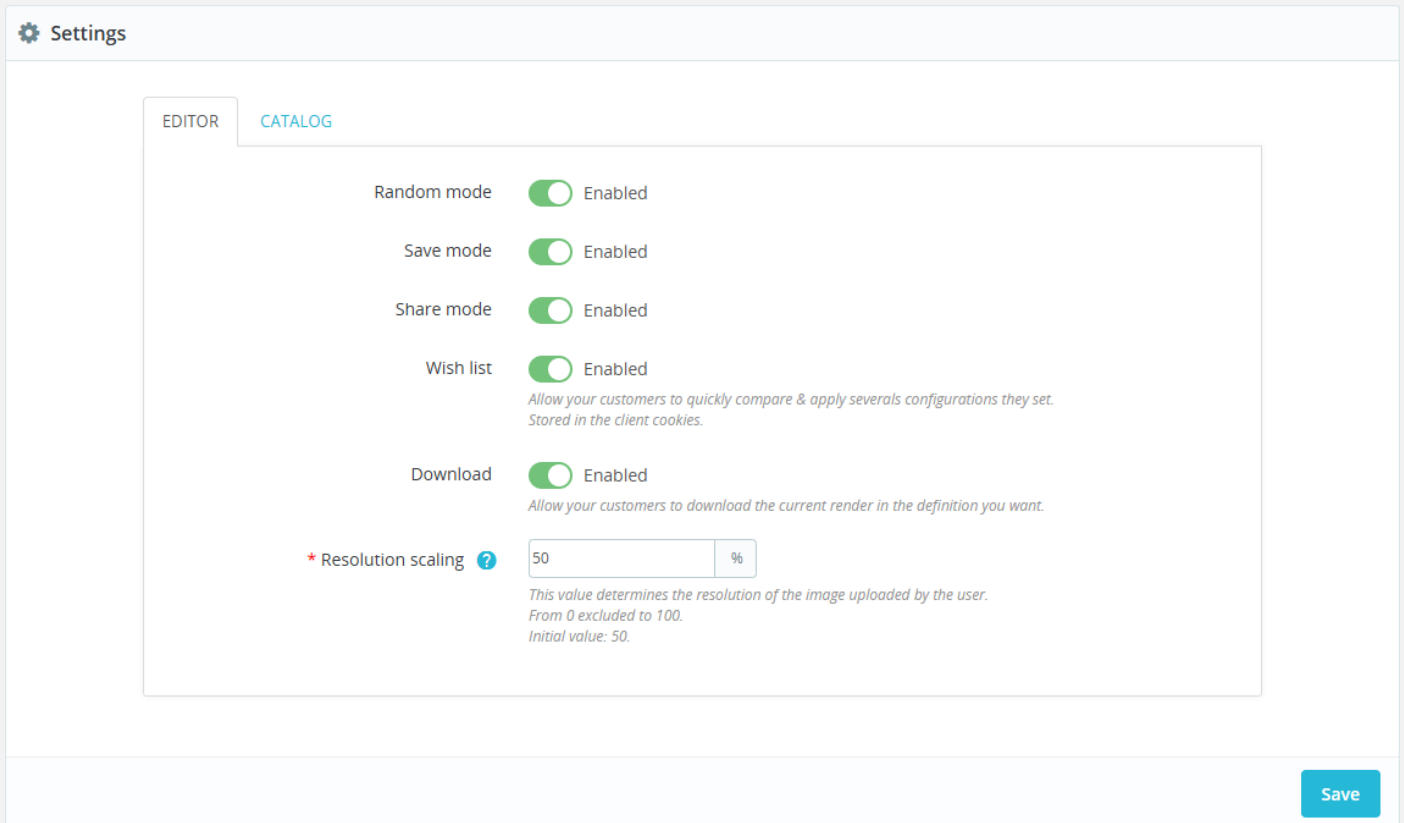 Settings
EDITOR
CATALOG
Random mode
Enabled
Save mode
Enabled
Share mode
Enabled
Wish list
Enabled
Allow your customers to quickly compare & apply severals configurations they set.
Stored in the client cookies.
Download
Enabled
Allow your customers to download the current render in the definition you want.
* Resolution scaling ?
50 %
This value determines the resolution of the image uploaded by the user.
From 0 excluded to 100.
Initial value: 50.
Save